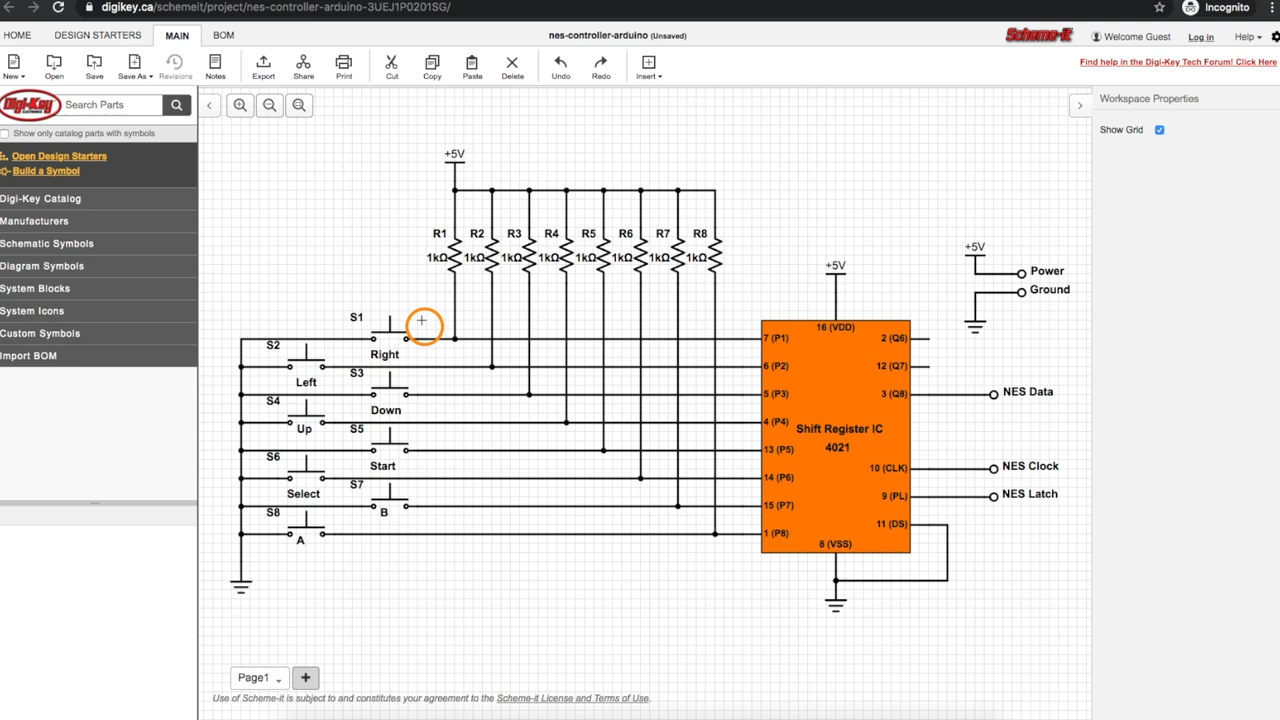 digikey.ca/schemeit/project/nes-controller-arduino-3UEJ1P0201SG/
Incognito
HOME DESIGN STARTERS MAIN BOM
nes-controller-arduino (Unsaved)
Scheme-it
Welcome Guest Log in Help
New Open Save Save As Revisions Notes Export Share Print Cut Copy Paste Delete Undo Redo Insert
Find help in the Digi-Key Tech Forum! Click Here
Digi-Key
ELECTRONICS
Search Parts
Show only catalog parts with symbols
Open Design Starters
Build a Symbol
Digi-Key Catalog
Manufacturers
Schematic Symbols
Diagram Symbols
System Blocks
System Icons
Custom Symbols
Import BOM
Workspace Properties
Show Grid
+5V
R1 R2 R3 R4 R5 R6 R7 R8
1kΩ 1kΩ 1kΩ 1kΩ 1kΩ 1kΩ 1kΩ 1kΩ
S1
Right
S2
Left
S3
Down
S4
Up
S5
Start
S6
Select
S7
B
S8
A
+5V
16 (VDD)
7 (P1)
6 (P2)
5 (P3)
4 (P4)
13 (P5)
14 (P6)
15 (P7)
1 (P8)
Shift Register IC
4021
2 (Q6)
12 (Q7)
3 (Q8)
10 (CLK)
9 (PL)
11 (DS)
8 (VSS)
+5V
Power
Ground
NES Data
NES Clock
NES Latch
Page1
Use of Scheme-it is subject to and constitutes your agreement to the Scheme-it License and Terms of Use.